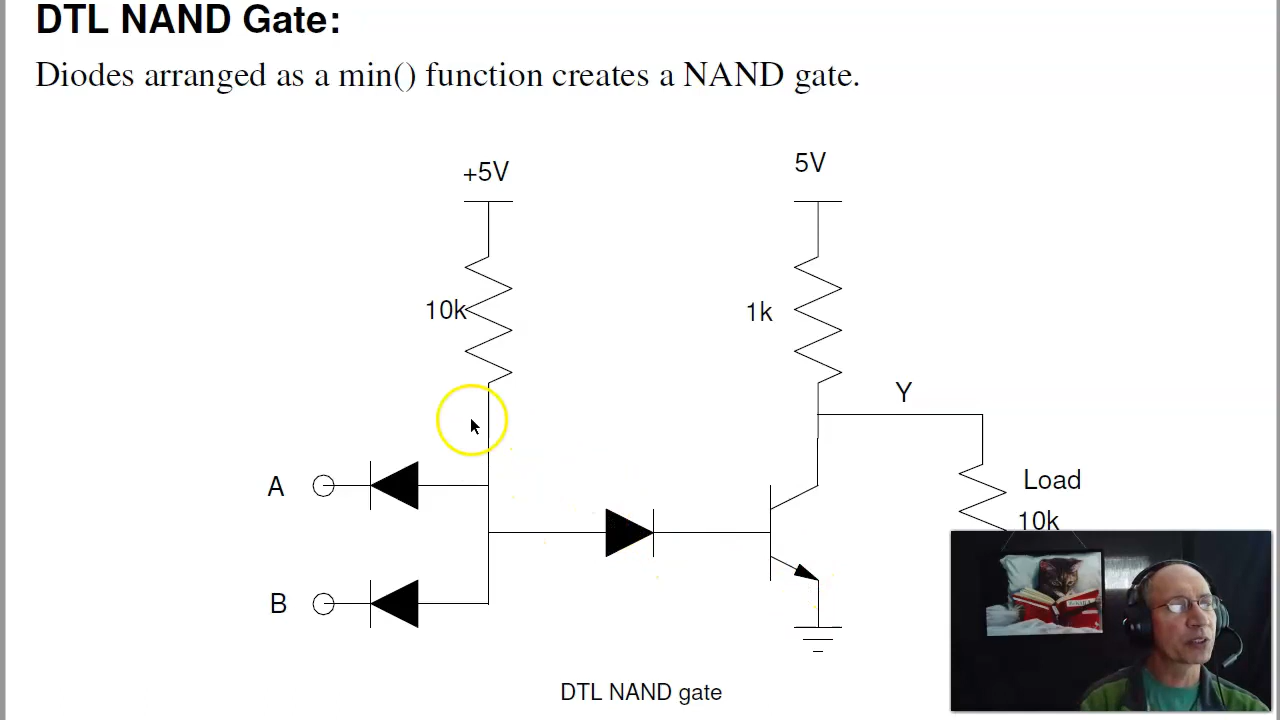 DTL NAND Gate:
Diodes arranged as a min() function creates a NAND gate.
+5V
5V
10k
1k
Y
A
Load
10k
B
DTL NAND gate